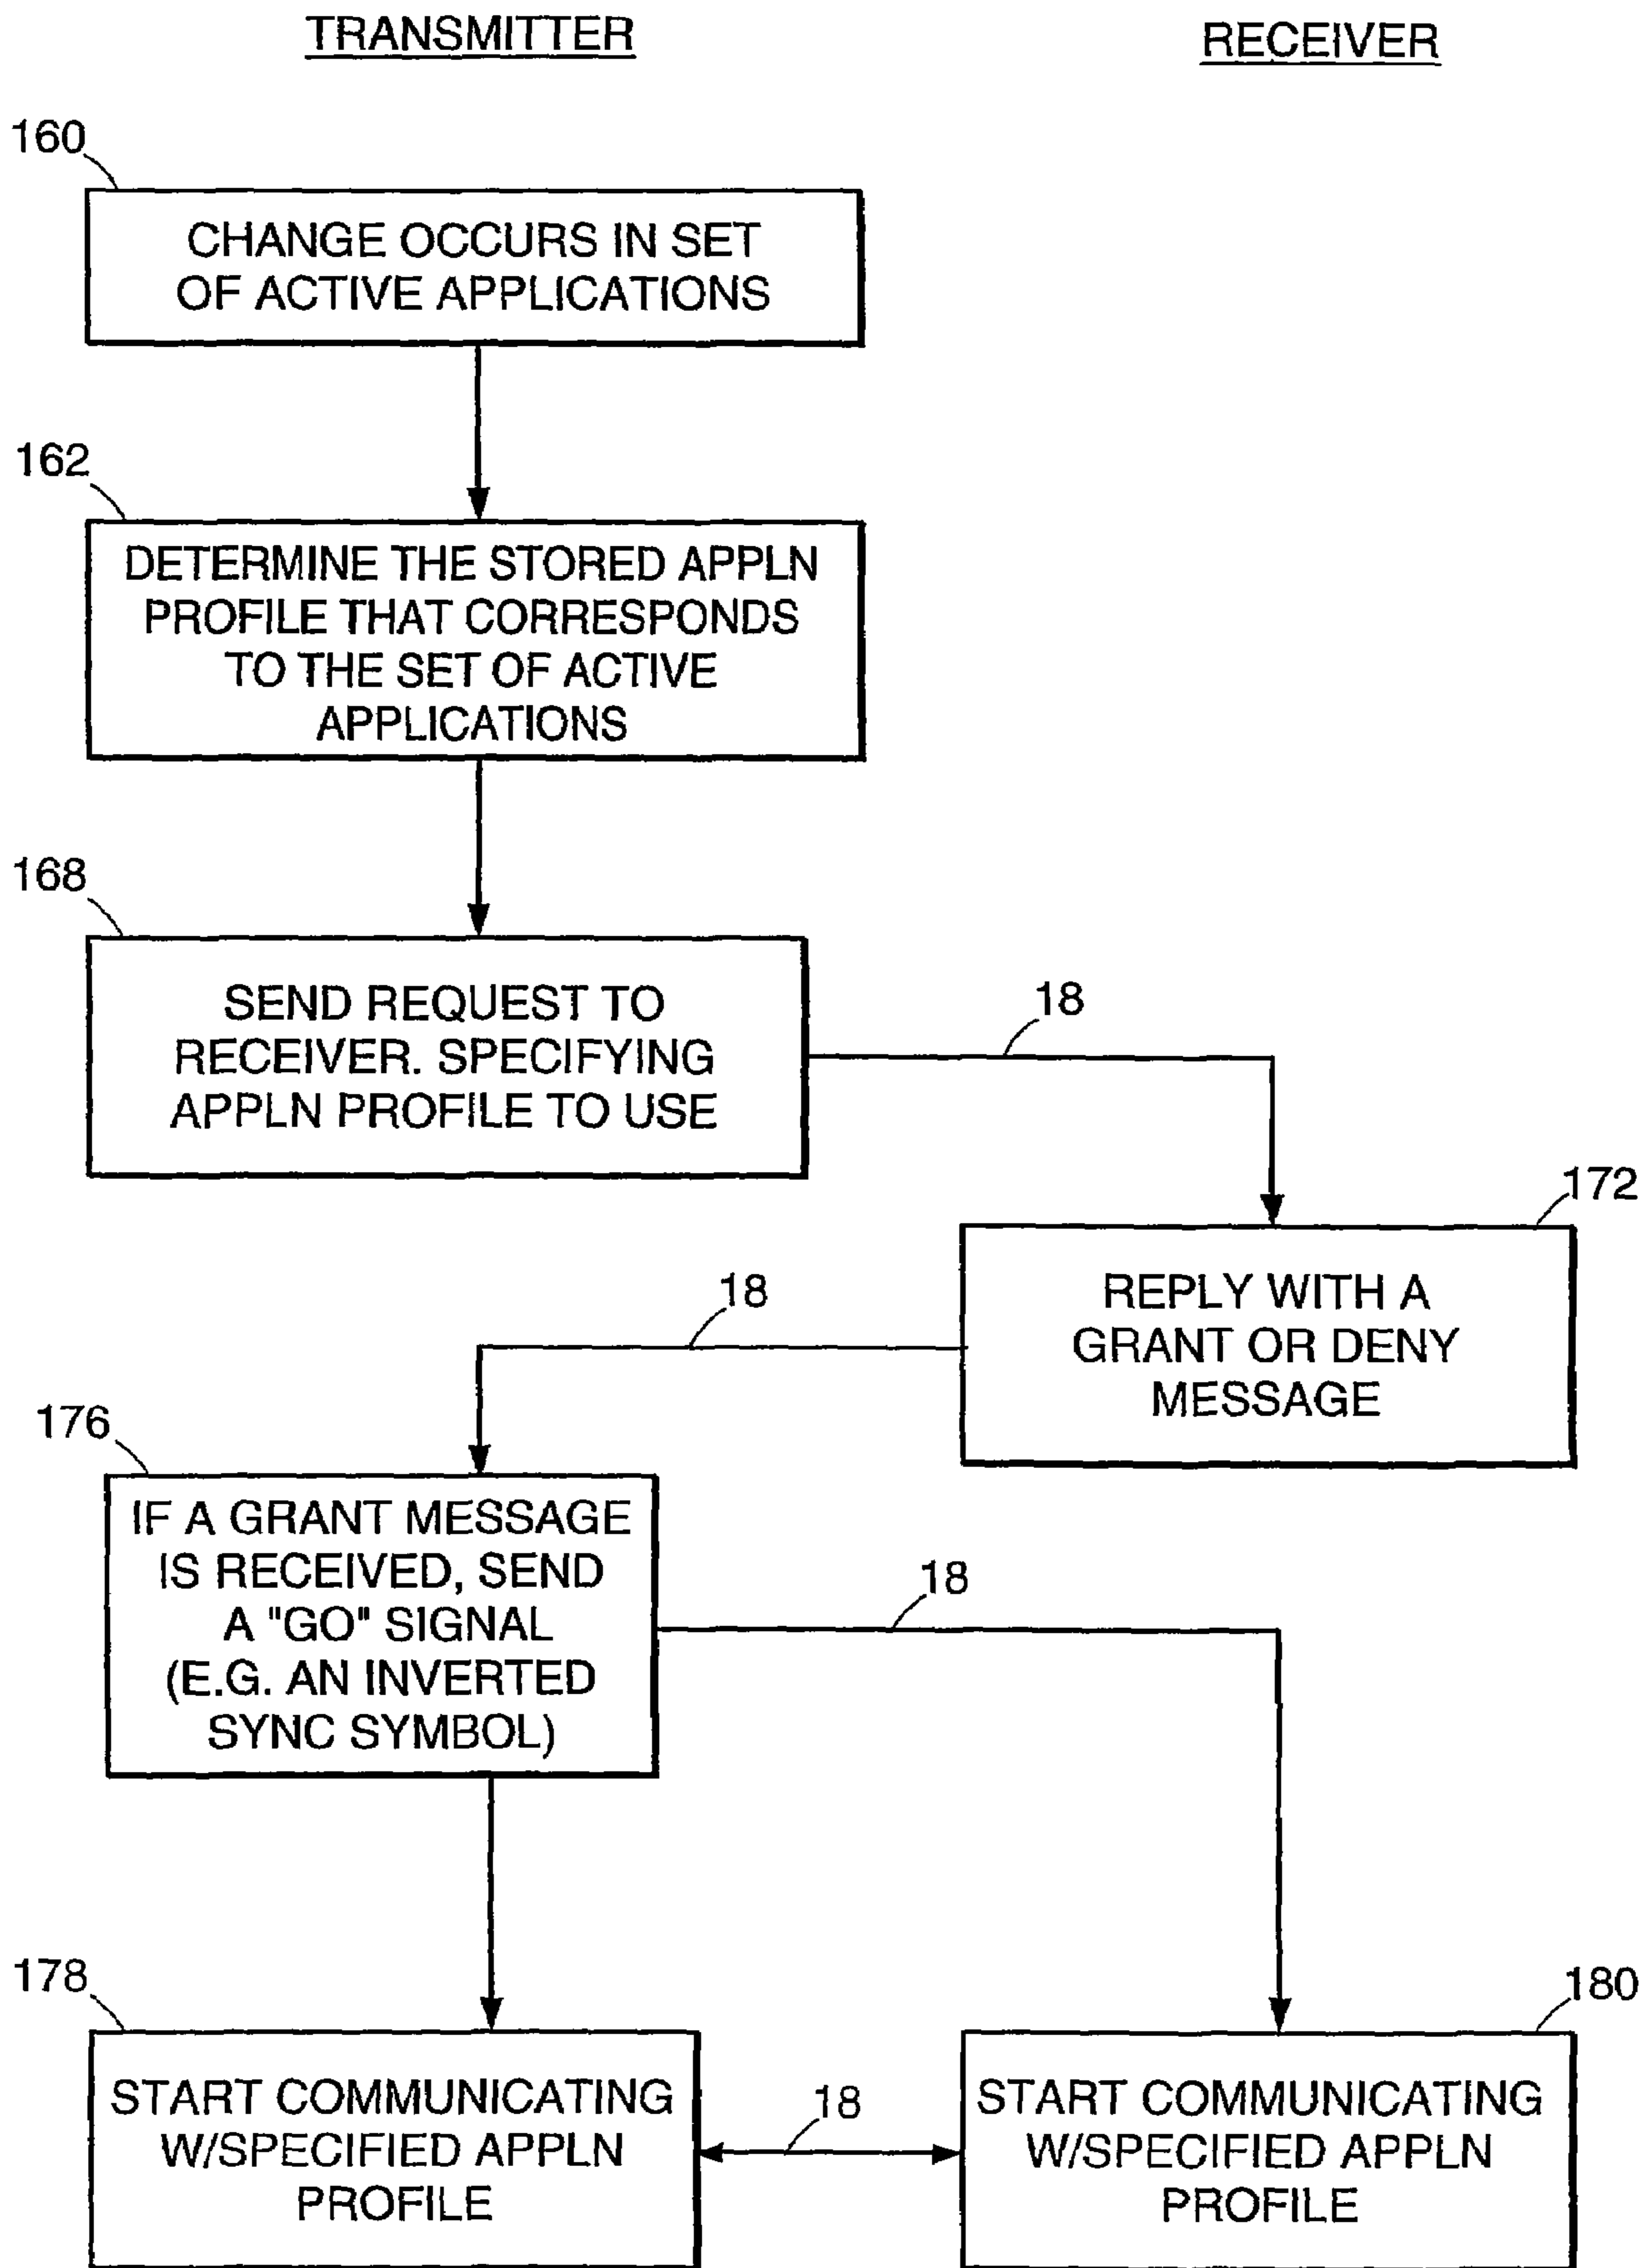 TRANSMITTER
RECEIVER
160
CHANGE OCCURS IN SET
OF ACTIVE APPLICATIONS
162
DETERMINE THE STORED APPLN
PROFILE THAT CORRESPONDS
TO THE SET OF ACTIVE
APPLICATIONS
168
SEND REQUEST TO
RECEIVER. SPECIFYING
APPLN PROFILE TO USE
18
172
REPLY WITH A
GRANT OR DENY
MESSAGE
18
176
IF A GRANT MESSAGE
IS RECEIVED, SEND
A "GO" SIGNAL
(E.G. AN INVERTED
SYNC SYMBOL)
18
178
START COMMUNICATING
W/SPECIFIED APPLN
PROFILE
18
180
START COMMUNICATING
W/SPECIFIED APPLN
PROFILE